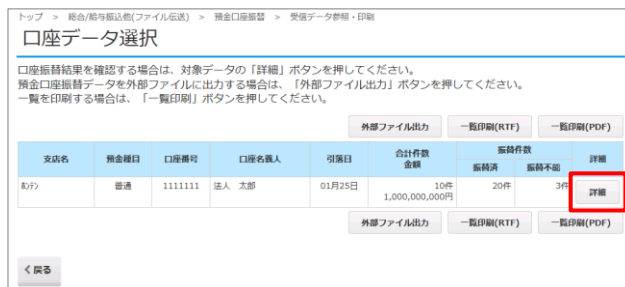 トップ > 総合/給与振込他(ファイル伝送) > 預金口座振替 > 受信データ参照・印刷
口座データ選択
口座振替結果を確認する場合は、対象データの「詳細」ボタンを押してください。
預金口座振替データを外部ファイルに出力する場合は、「外部ファイル出力」ボタンを押してください。
一覧を印刷する場合は、「一覧印刷」ボタンを押してください。
外部ファイル出力 一覧印刷(RTF) 一覧印刷(PDF)
支店名 預金種目 口座番号 口座名義人 引落日 合計件数 金額 振替件数 詳細
振替済 振替不能
ﾎﾝﾃﾝ 普通 1111111 法人 太郎 01月25日 10件 20件 3件 詳細
1,000,000,000円
外部ファイル出力 一覧印刷(RTF) 一覧印刷(PDF)
く戻る